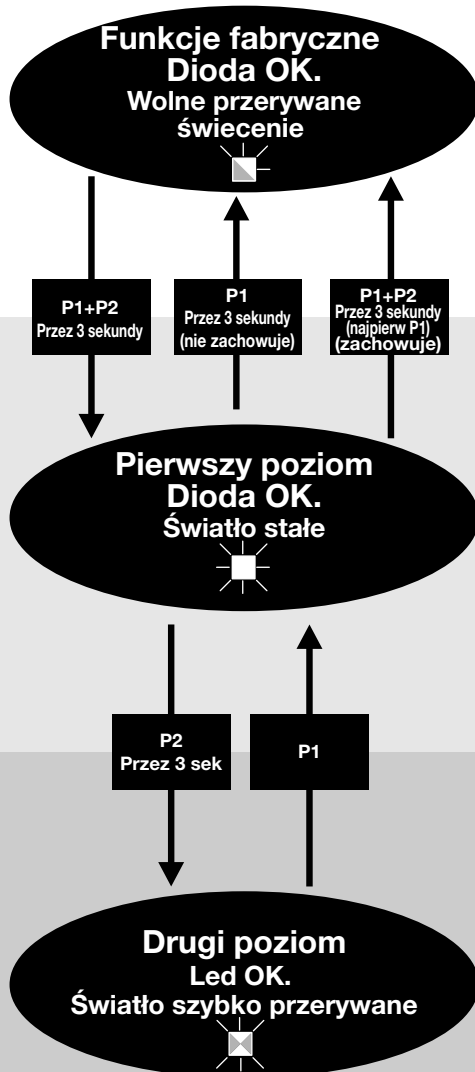 Funkcje fabryczne
Dioda OK.
Wolne przerywane
świecenie
P1+P2
Przez 3 sekundy
P1
Przez 3 sekundy
(nie zachowuje)
P1+P2
Przez 3 sekundy
(najpierw P1)
(zachowuje)
Pierwszy poziom
Dioda OK.
Światło stałe
P2
Przez 3 sek
P1
Drugi poziom
Led OK.
Światło szybko przerywane